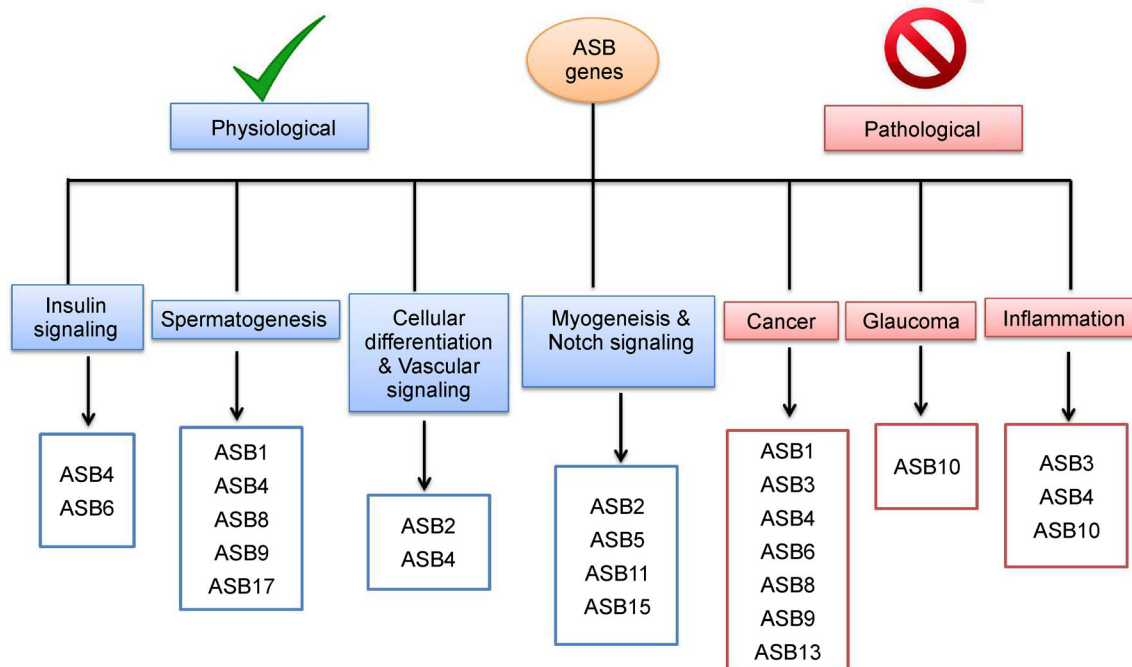 ASB
genes
Physiological
Pathological
Insulin
signaling
Spermatogenesis
Cellular
differentiation
& Vascular
signaling
Myogeneisis &
Notch signaling
Cancer
Glaucoma
Inflammation
ASB4
ASB6
ASB1
ASB4
ASB8
ASB9
ASB17
ASB2
ASB4
ASB2
ASB5
ASB11
ASB15
ASB1
ASB3
ASB4
ASB6
ASB8
ASB9
ASB13
ASB10
ASB3
ASB4
ASB10